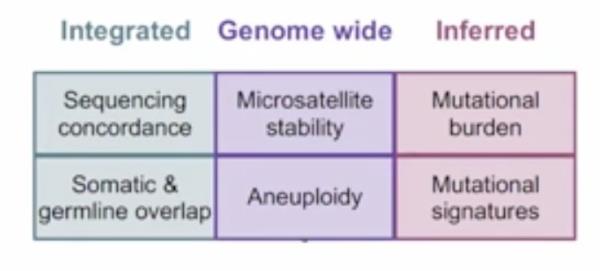 Integrated Genome wide Inferred
Sequencing
concordance
Microsatellite
stability
Mutational
burden
Somatic &
germline overlap
Aneuploidy
Mutational
signatures